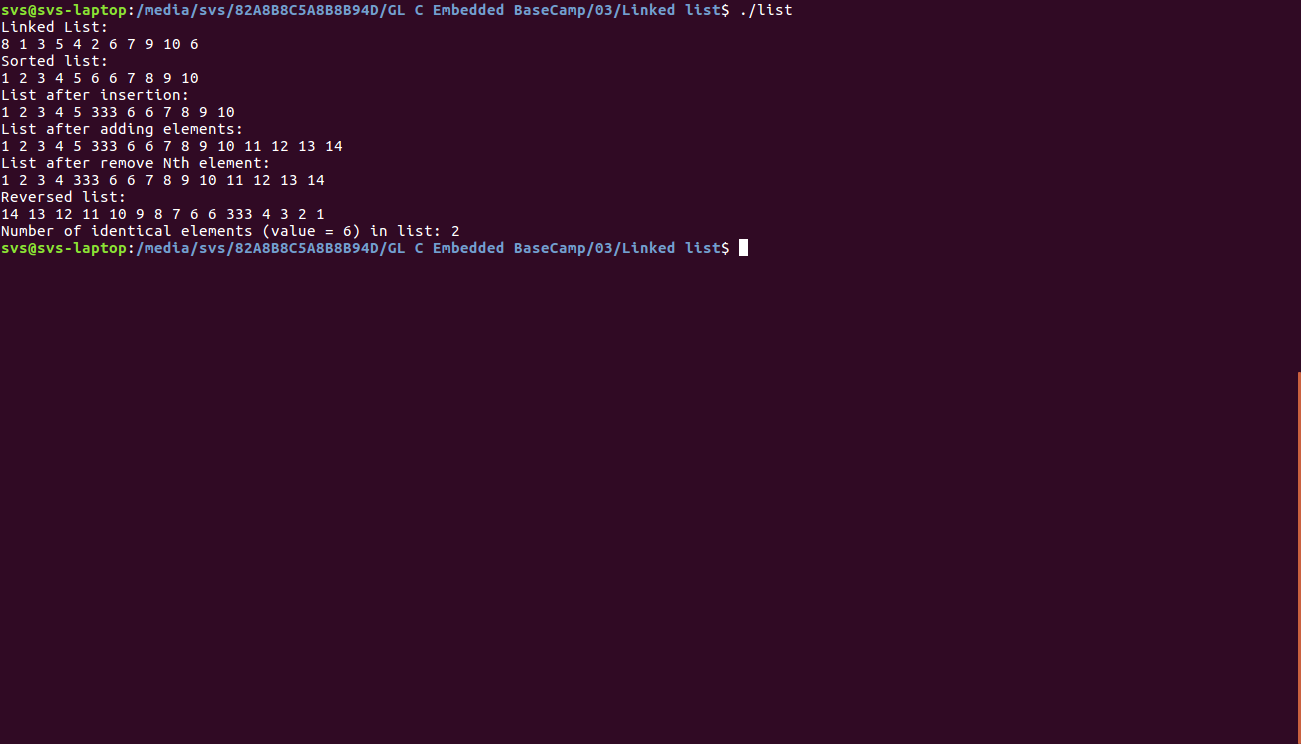 svs@svs-laptop:/media/svs/82A8B8C5A8B8B94D/GL C Embedded BaseCamp/03/Linked list$ ./list
Linked List:
8 1 3 5 4 2 6 7 9 10 6
Sorted list:
1 2 3 4 5 6 6 7 8 9 10
List after insertion:
1 2 3 4 5 333 6 6 7 8 9 10
List after adding elements:
1 2 3 4 5 333 6 6 7 8 9 10 11 12 13 14
List after remove Nth element:
1 2 3 4 333 6 6 7 8 9 10 11 12 13 14
Reversed list:
14 13 12 11 10 9 8 7 6 6 333 4 3 2 1
Number of identical elements (value = 6) in list: 2
svs@svs-laptop:/media/svs/82A8B8C5A8B8B94D/GL C Embedded BaseCamp/03/Linked list$